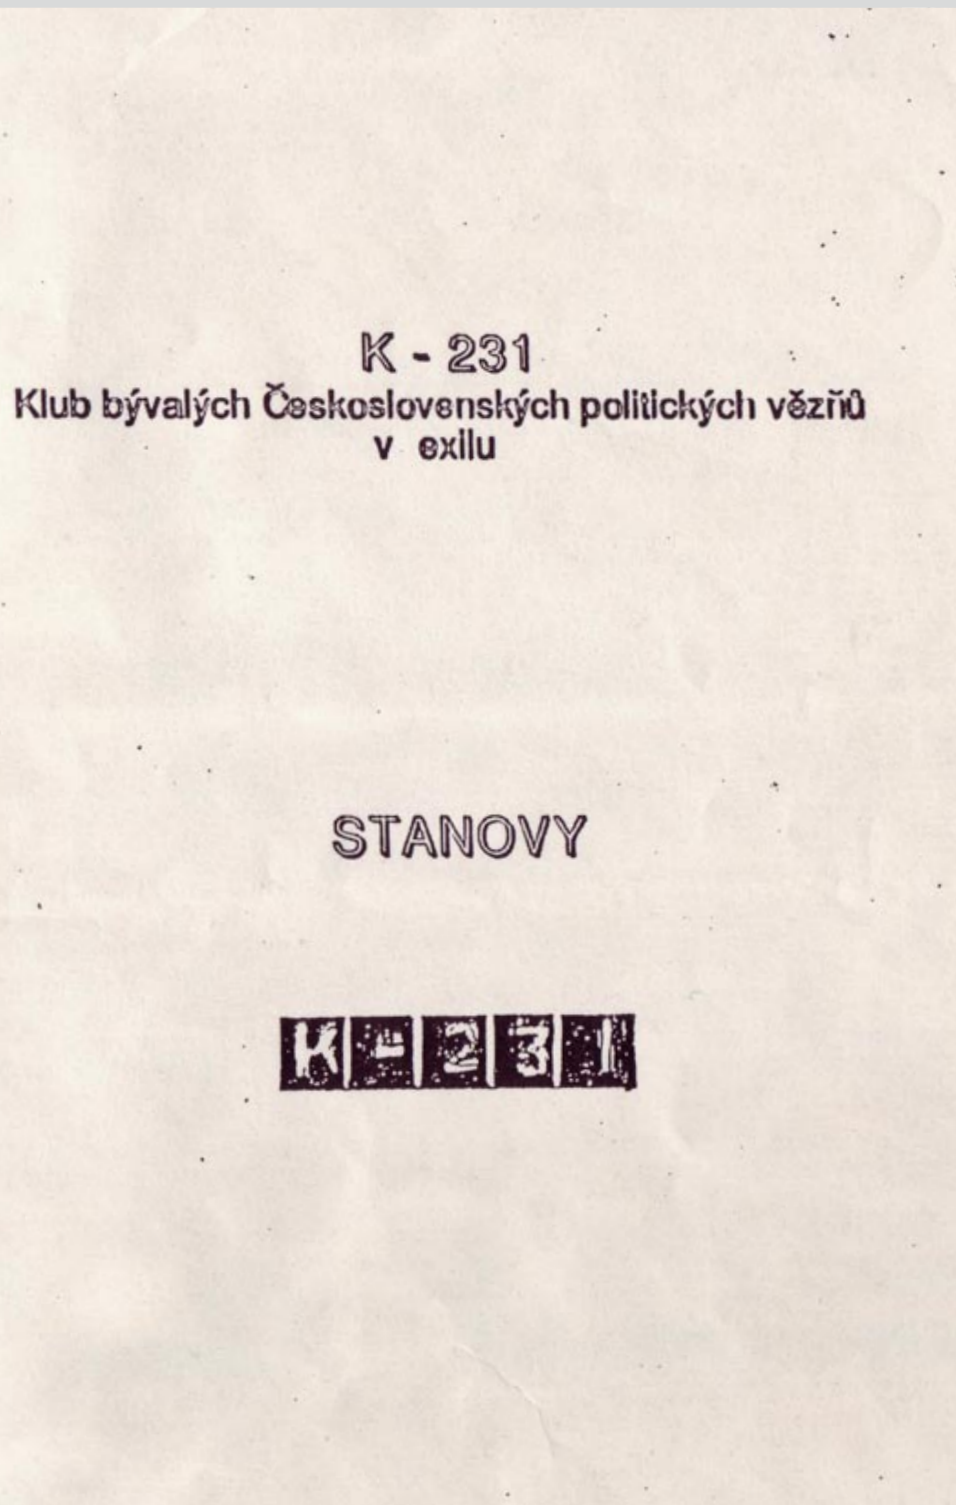 K - 231
Klub bývalých Československých politických vězňů
v exilu
STANOVY
K-231